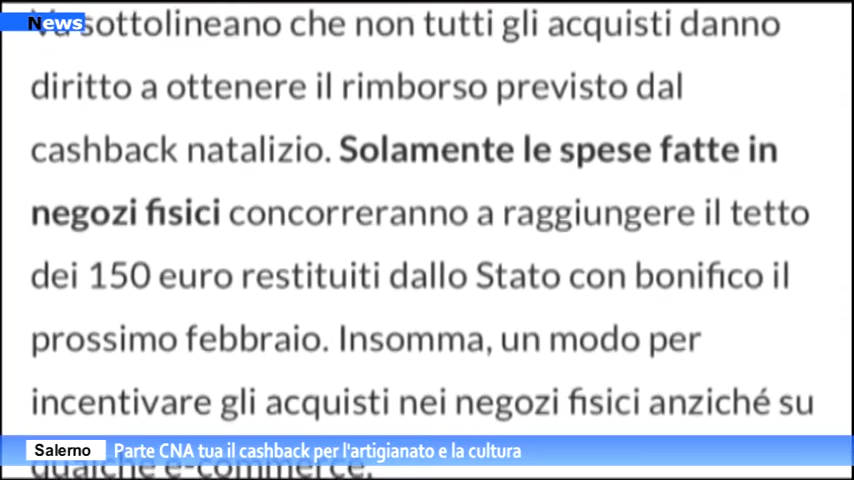 News
sottolineano che non tutti gli acquisti danno
diritto a ottenere il rimborso previsto dal
cashback natalizio. Solamente le spese fatte in
negozi fisici concorreranno a raggiungere il tetto
dei 150 euro restituiti dallo Stato con bonifico il
prossimo febbraio. Insomma, un modo per
incentivare gli acquisti nei negozi fisici anziché su
Salerno Parte CNA tua il cashback per l'artigianato e la cultura
qualche e-commerce.